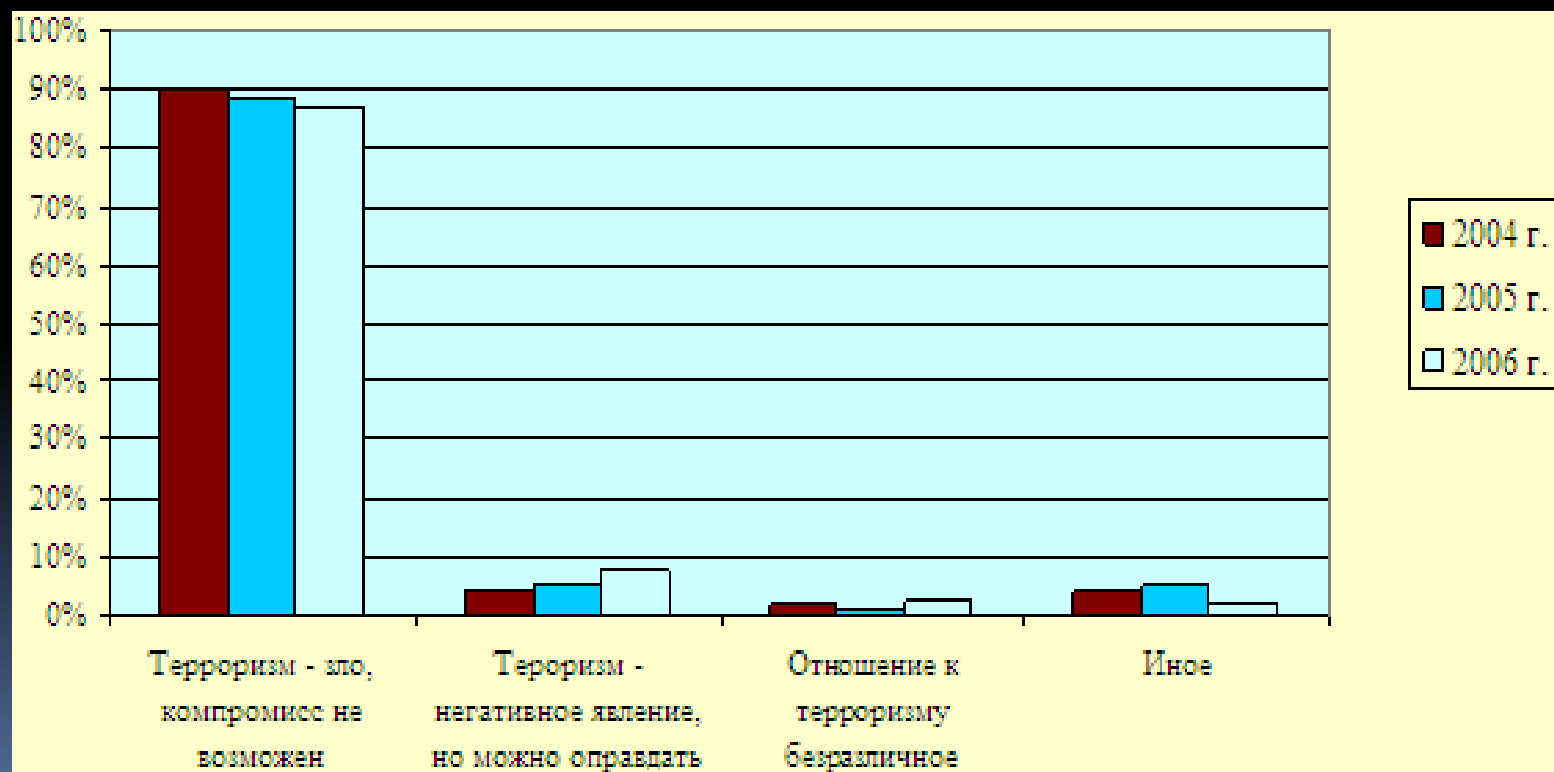 100%
90%
80%
70%
60%
50%
40%
30%
20%
10%
0%
Терроризм - зло,
компромисс не
возможен
Тероризм -
негативное явление,
но можно оправдать
Отношение к
терроризму
безразличное
Иное
2004 г.
2005 г.
2006 г.